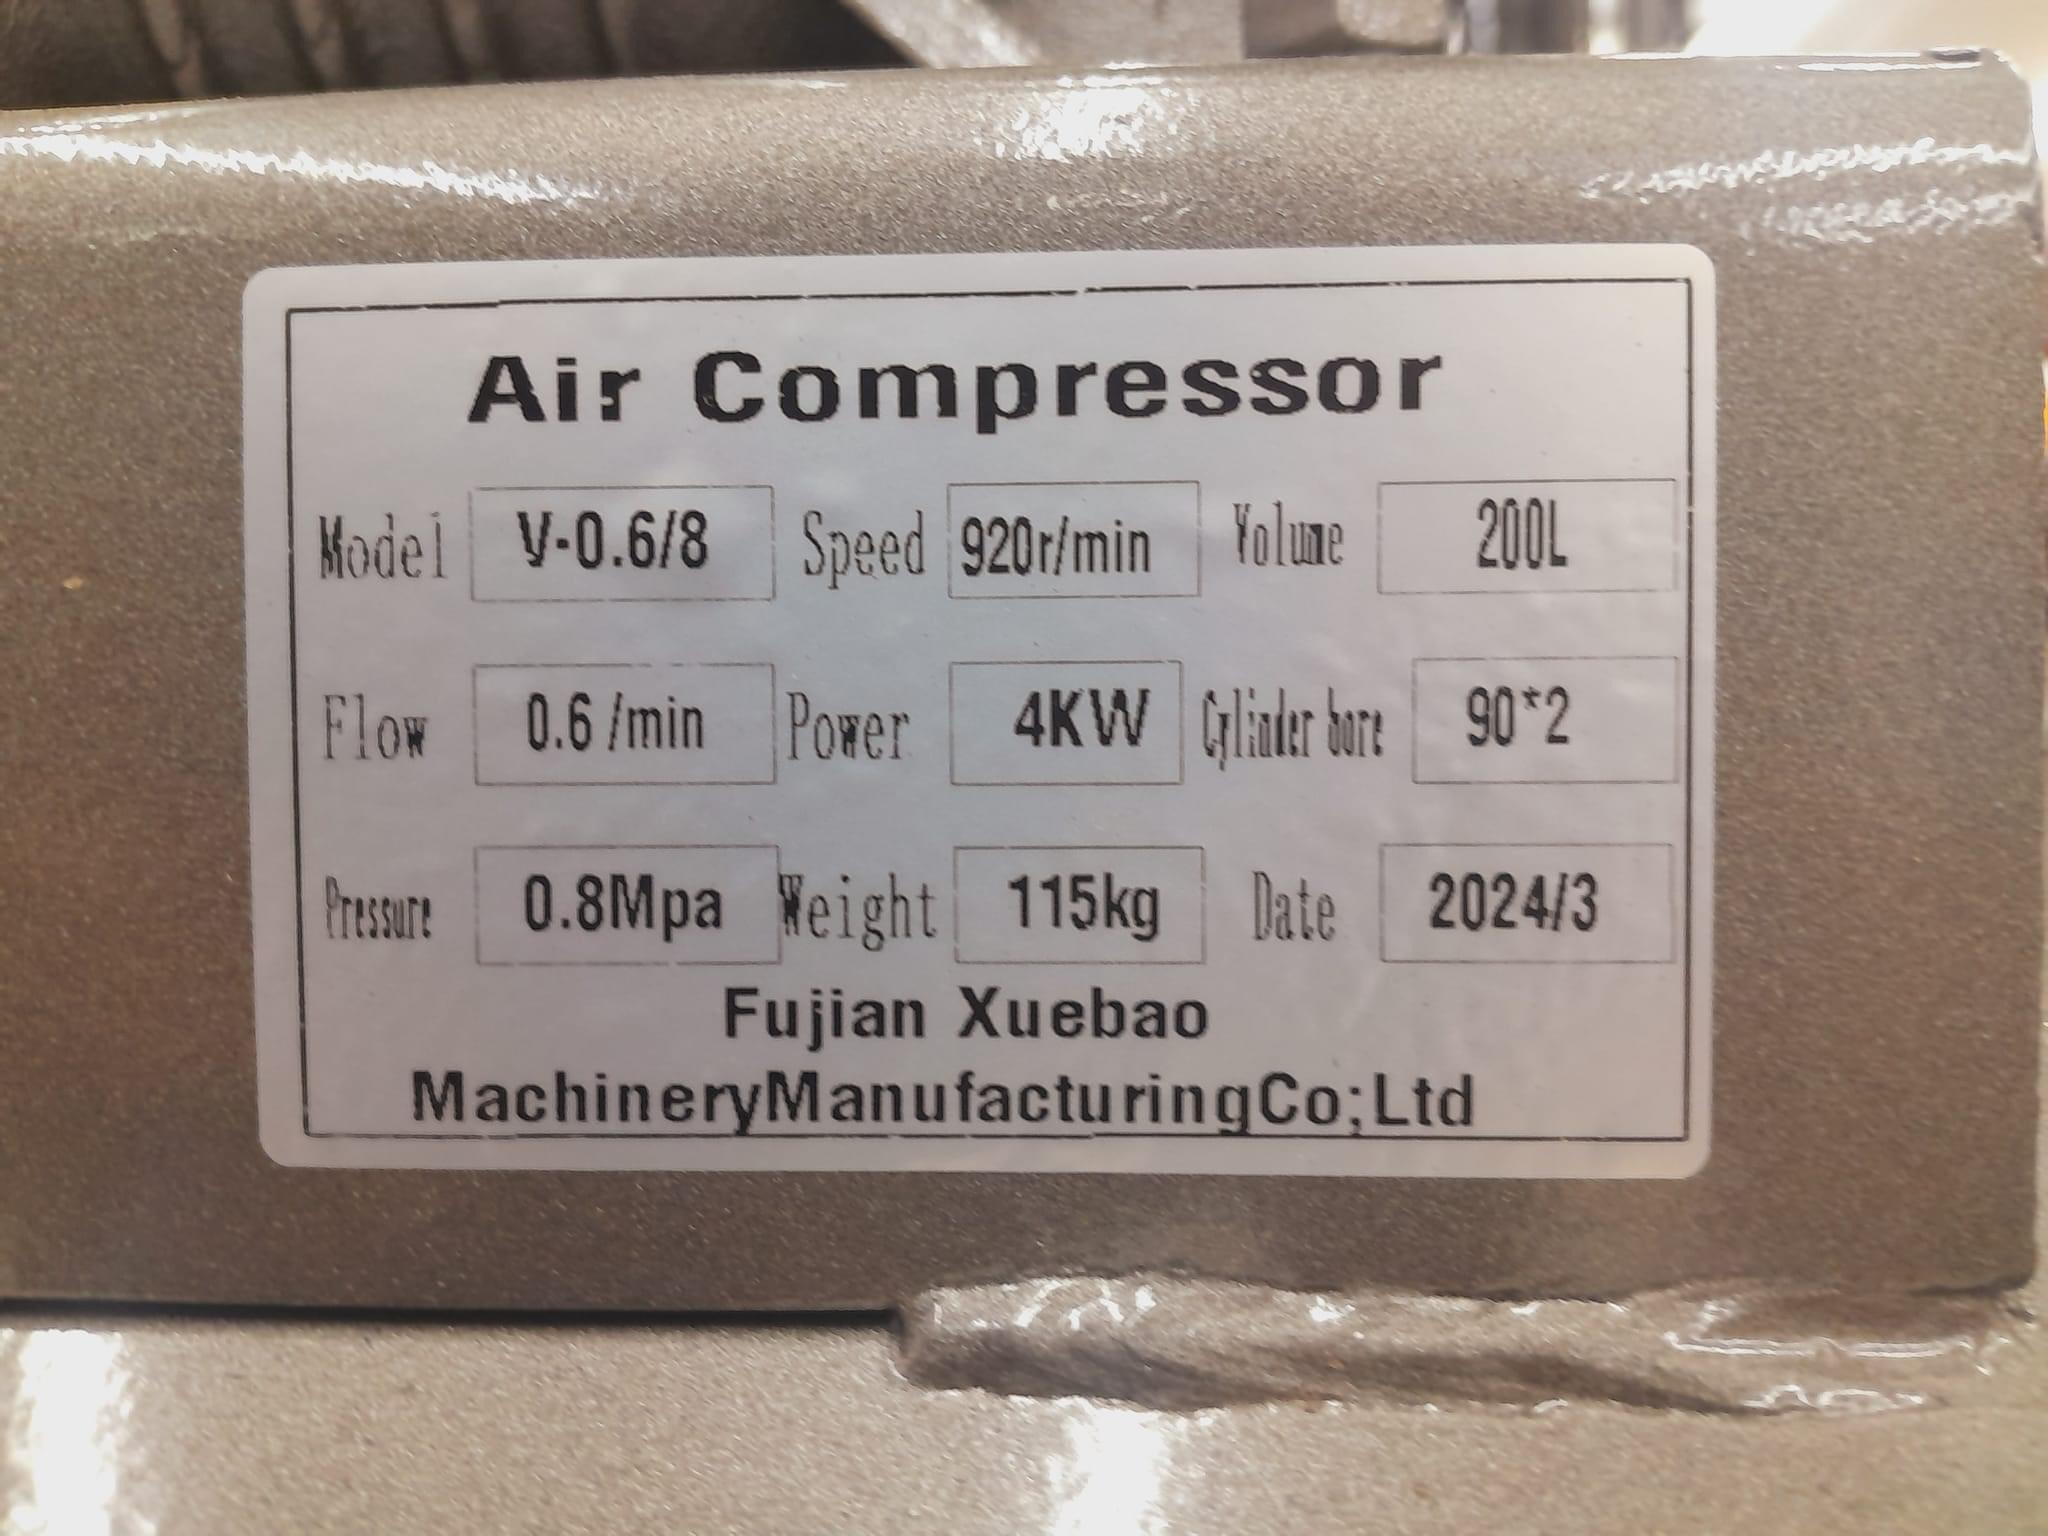 Air Compressor
Model V-0.6/8 Speed 920r/min Volume 200L
Flow 0.6 /min Power 4KW Cylinder bore 90*2
Pressure 0.8Mpa Weight 115kg Date 2024/3
Fujian Xuebao
MachineryManufacturingCo;Ltd